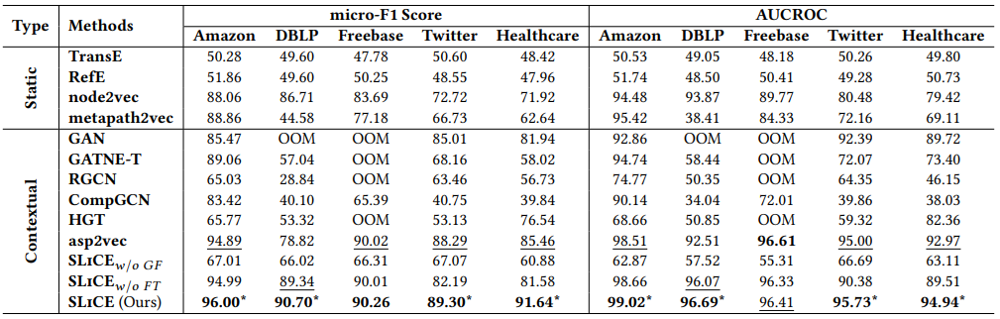 Type Methods micro-F1 Score AUCROC
Amazon DBLP Freebase Twitter Healthcare Amazon DBLP Freebase Twitter Healthcare
Static
TransE 50.28 49.60 47.78 50.60 48.42 50.53 49.05 48.18 50.26 49.80
RefE 51.86 49.60 50.25 48.55 47.96 51.74 48.50 50.41 49.28 50.73
node2vec 88.06 86.71 83.69 72.72 71.92 94.48 93.87 89.77 80.48 79.42
metapath2vec 88.86 44.58 77.18 66.73 62.64 95.42 38.41 84.33 72.16 69.11
Contextual
GAN 85.47 OOM OOM 85.01 81.94 92.86 OOM OOM 92.39 89.72
GATNE-T 89.06 57.04 OOM 68.16 58.02 94.74 58.44 OOM 72.07 73.40
RGCN 65.03 28.84 OOM 63.46 56.73 74.77 50.35 OOM 64.35 46.15
CompGCN 83.42 40.10 65.39 40.75 39.84 90.14 34.04 72.01 39.86 38.03
HGT 65.77 53.32 OOM 53.13 76.54 68.66 50.85 OOM 59.32 82.36
asp2vec 94.89 78.82 90.02 88.29 85.46 98.51 92.51 96.61 95.00 92.97
SLiCE w/o GF 67.01 66.02 66.31 67.07 60.88 62.87 57.52 55.31 66.69 63.11
SLiCE w/o FT 94.99 89.34 90.01 82.19 81.58 98.66 96.07 96.33 90.38 89.51
SLiCE (Ours) 96.00* 90.70* 90.26 89.30* 91.64* 99.02* 96.69* 96.41 95.73* 94.94*